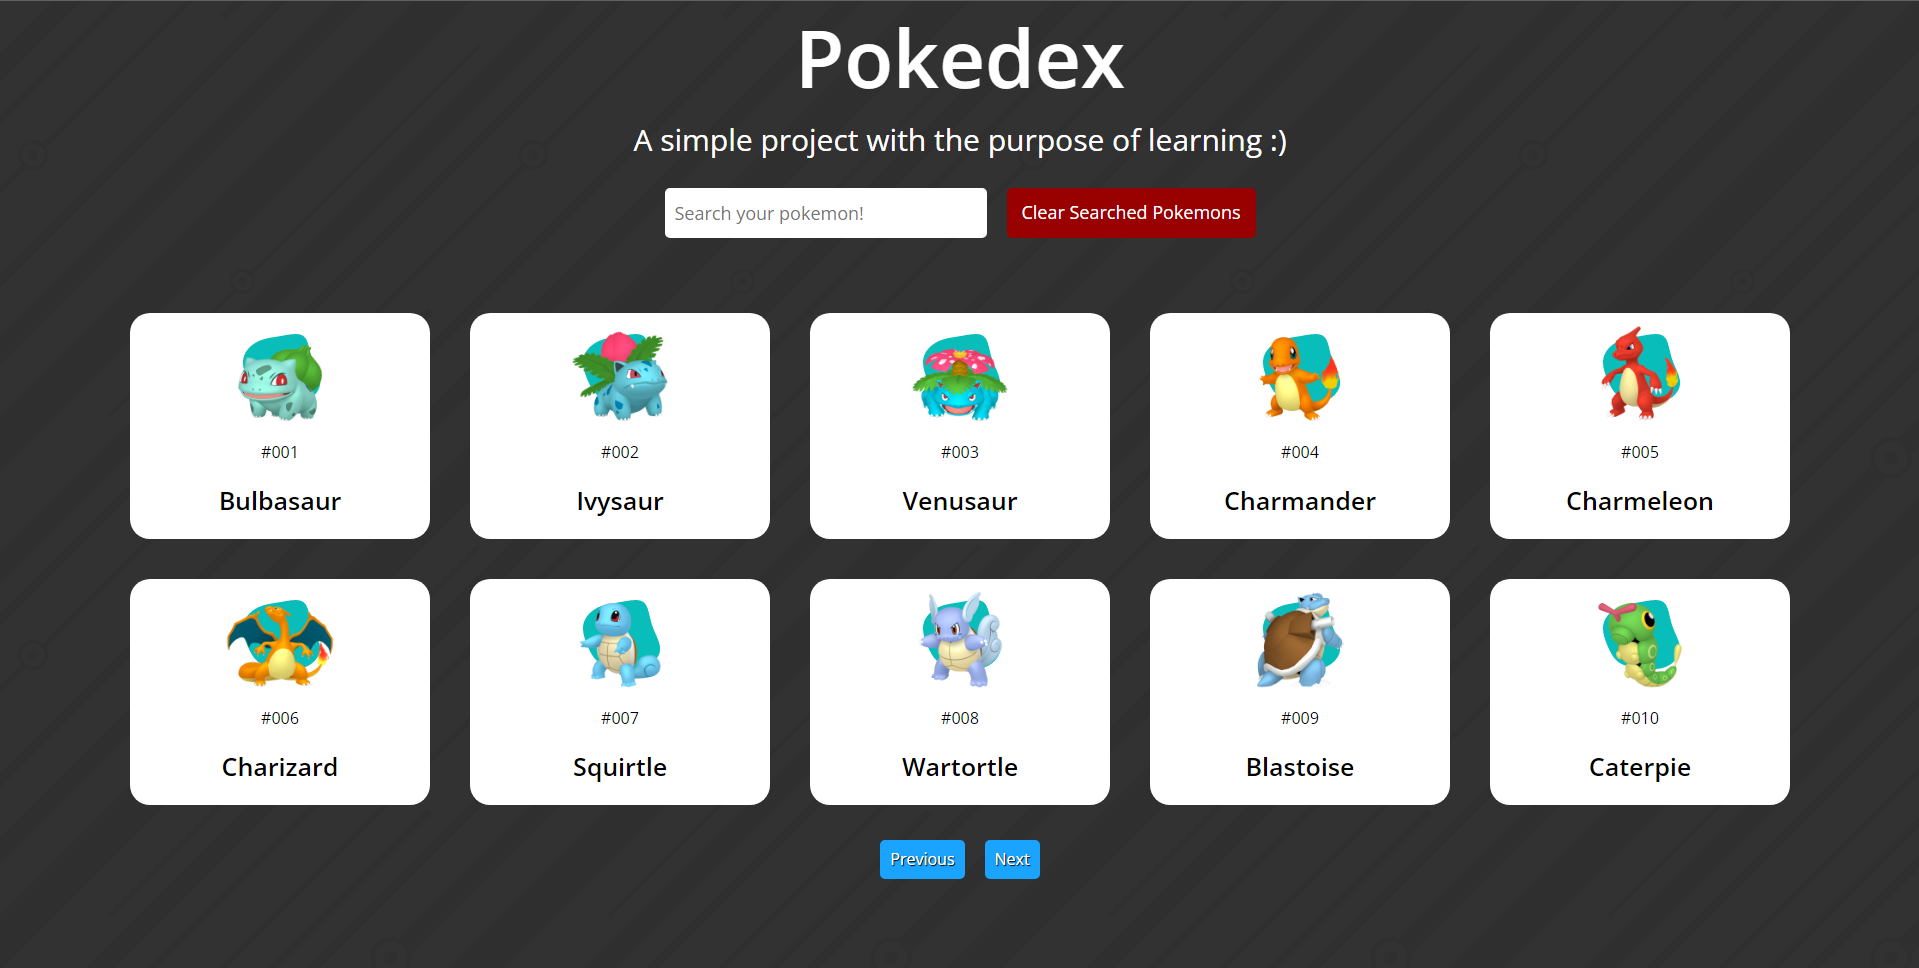 Pokedex
A simple project with the purpose of learning :)
Search your pokemon!
Clear Searched Pokemons
#001
Bulbasaur
#002
Ivysaur
#003
Venusaur
#004
Charmander
#005
Charmeleon
#006
Charizard
#007
Squirtle
#008
Wartortle
#009
Blastoise
#010
Caterpie
Previous
Next